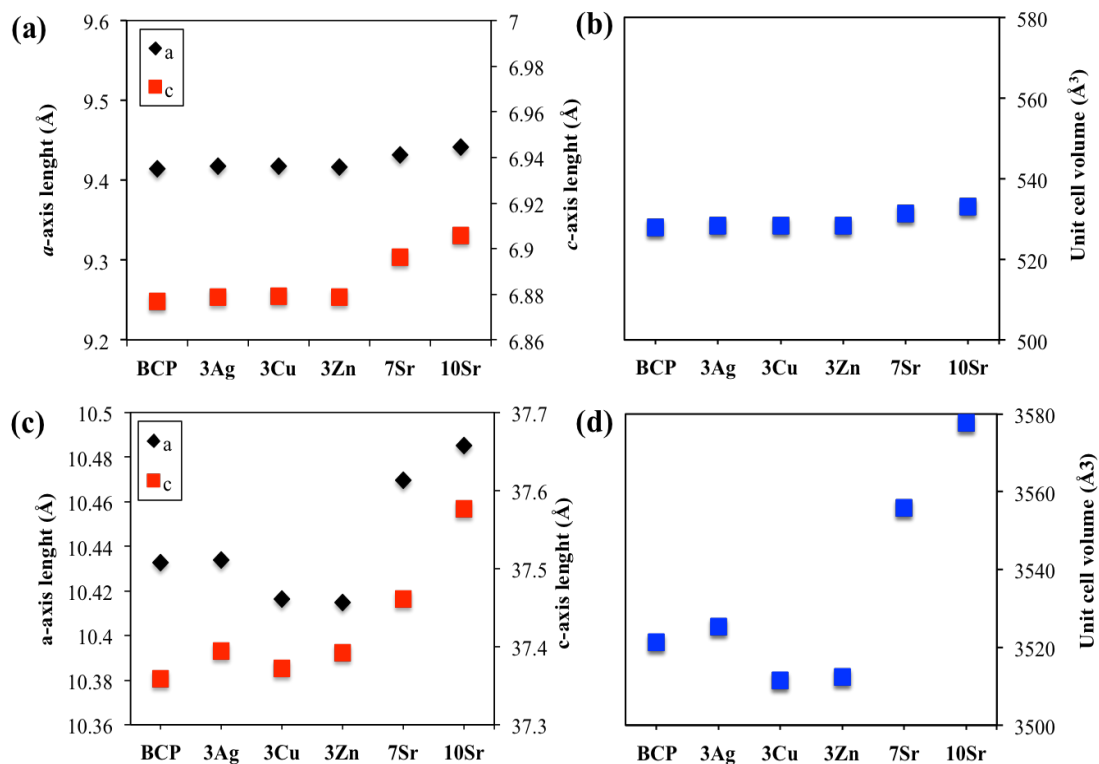 (a)
a
c
a-axis lenght (Å)
9.6
9.5
9.4
9.3
9.2
7
6.98
6.96
6.94
6.92
6.9
6.88
6.86
c-axis lenght (Å)
BCP 3Ag 3Cu 3Zn 7Sr 10Sr
(b)
580
560
540
520
500
Unit cell volume (Å³)
BCP 3Ag 3Cu 3Zn 7Sr 10Sr
(c)
a
c
a-axis lenght (Å)
10.5
10.48
10.46
10.44
10.42
10.4
10.38
10.36
37.7
37.6
37.5
37.4
37.3
c-axis lenght (Å)
BCP 3Ag 3Cu 3Zn 7Sr 10Sr
(d)
3580
3560
3540
3520
3500
Unit cell volume (Å3)
BCP 3Ag 3Cu 3Zn 7Sr 10Sr